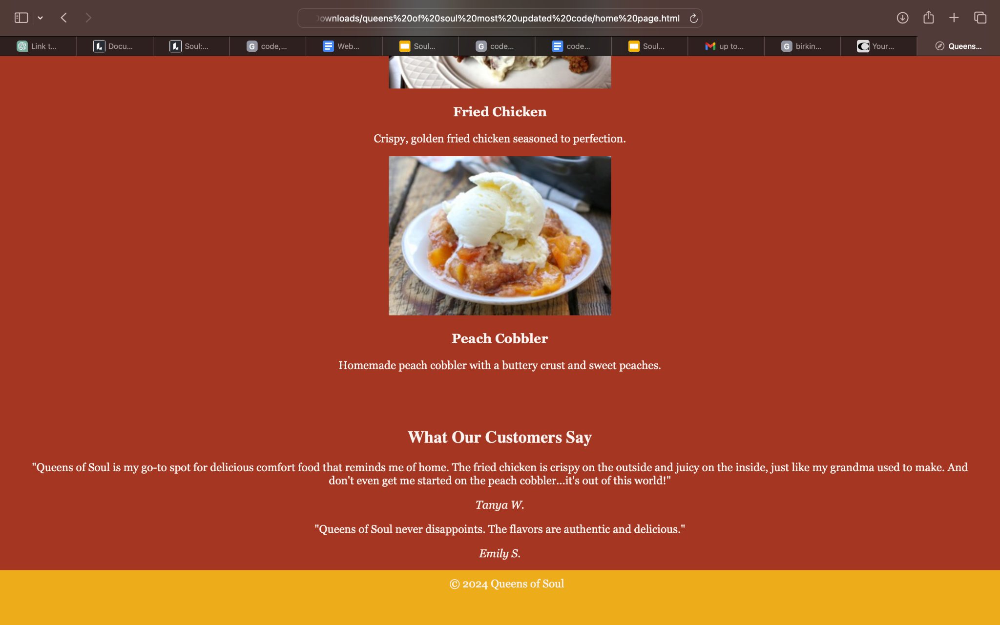 ownloads/queens%20of%20soul%20most%20updated%20code/home%20page.html
Link t... Docu... Soul:... code,... Web... Soul... code... code... Soul... up to... birkin... Your... Queens...
Fried Chicken
Crispy, golden fried chicken seasoned to perfection.
Peach Cobbler
Homemade peach cobbler with a buttery crust and sweet peaches.
What Our Customers Say
"Queens of Soul is my go-to spot for delicious comfort food that reminds me of home. The fried chicken is crispy on the outside and juicy on the inside, just like my grandma used to make. And
don't even get me started on the peach cobbler...it's out of this world!"
Tanya W.
"Queens of Soul never disappoints. The flavors are authentic and delicious."
Emily S.
© 2024 Queens of Soul